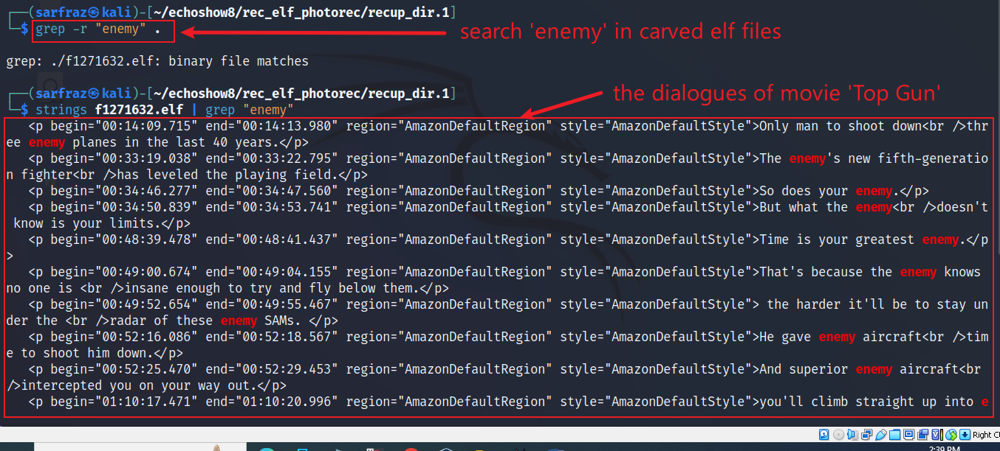 ┌──(sarfraz㉿kali)-[~/echoshow8/rec_elf_photorec/recup_dir.1]
└─$ grep -r "enemy" .
search 'enemy' in carved elf files
grep: ./f1271632.elf: binary file matches
┌──(sarfraz㉿kali)-[~/echoshow8/rec_elf_photorec/recup_dir.1]
the dialogues of movie 'Top Gun'
└─$ strings f1271632.elf | grep "enemy"
<p begin="00:14:09.715" end="00:14:13.980" region="AmazonDefaultRegion" style="AmazonDefaultStyle">Only man to shoot down<br />thr
ee enemy planes in the last 40 years.</p>
<p begin="00:33:19.038" end="00:33:22.795" region="AmazonDefaultRegion" style="AmazonDefaultStyle">The enemy's new fifth-generatio
n fighter<br />has leveled the playing field.</p>
<p begin="00:34:46.277" end="00:34:47.560" region="AmazonDefaultRegion" style="AmazonDefaultStyle">So does your enemy.</p>
<p begin="00:34:50.839" end="00:34:53.741" region="AmazonDefaultRegion" style="AmazonDefaultStyle">But what the enemy<br />doesn't
know is your limits.</p>
<p begin="00:48:39.478" end="00:48:41.437" region="AmazonDefaultRegion" style="AmazonDefaultStyle">Time is your greatest enemy.</p
>
<p begin="00:49:00.674" end="00:49:04.155" region="AmazonDefaultRegion" style="AmazonDefaultStyle">That's because the enemy knows
no one is <br />insane enough to try and fly below them.</p>
<p begin="00:49:52.654" end="00:49:55.467" region="AmazonDefaultRegion" style="AmazonDefaultStyle"> the harder it'll be to stay un
der the <br />radar of these enemy SAMs. </p>
<p begin="00:52:16.086" end="00:52:18.567" region="AmazonDefaultRegion" style="AmazonDefaultStyle">He gave enemy aircraft<br />tim
e to shoot him down.</p>
<p begin="00:52:25.470" end="00:52:29.453" region="AmazonDefaultRegion" style="AmazonDefaultStyle">And superior enemy aircraft<br
/>intercepted you on your way out.</p>
<p begin="01:10:17.471" end="01:10:20.996" region="AmazonDefaultRegion" style="AmazonDefaultStyle">you'll climb straight up into e
Right C
2:39 PM